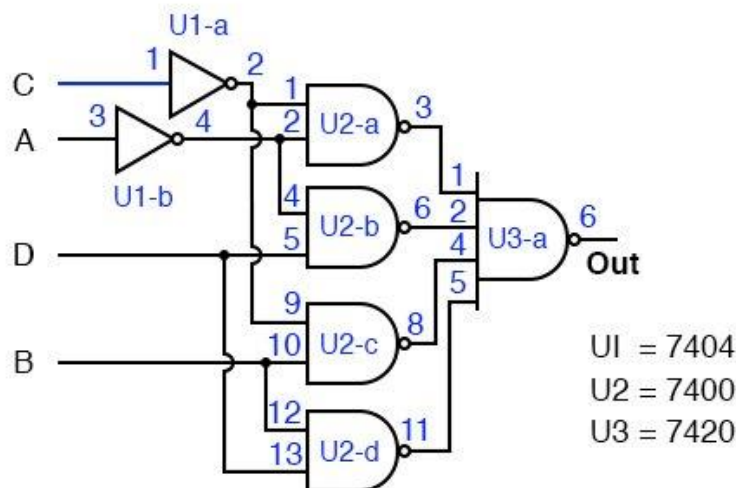 U1-a
C 1 2
1
3
A 3 4 2 U2-a
U1-b
1
4 6 2
5 U2-b 4 U3-a 6
D
5 Out
9
8
10 U2-c
B
12 11
13 U2-d
UI = 7404
U2 = 7400
U3 = 7420